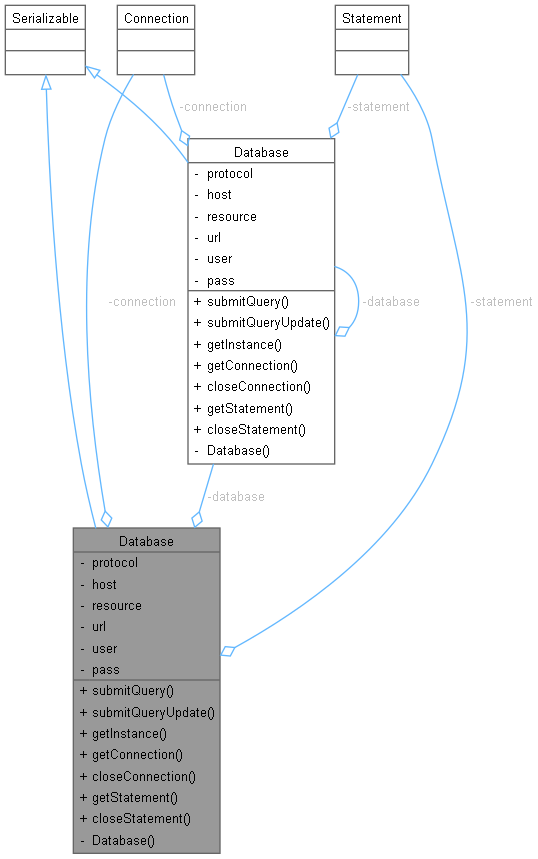 Serializable
Connection
Statement
-connection
-statement
Database
- protocol
- host
- resource
- url
- user
- pass
+ submitQuery()
+ submitQueryUpdate()
+ getInstance()
+ getConnection()
+ closeConnection()
+ getStatement()
+ closeStatement()
- Database()
-connection
-database
-statement
-database
Database
- protocol
- host
- resource
- url
- user
- pass
+ submitQuery()
+ submitQueryUpdate()
+ getInstance()
+ getConnection()
+ closeConnection()
+ getStatement()
+ closeStatement()
- Database()